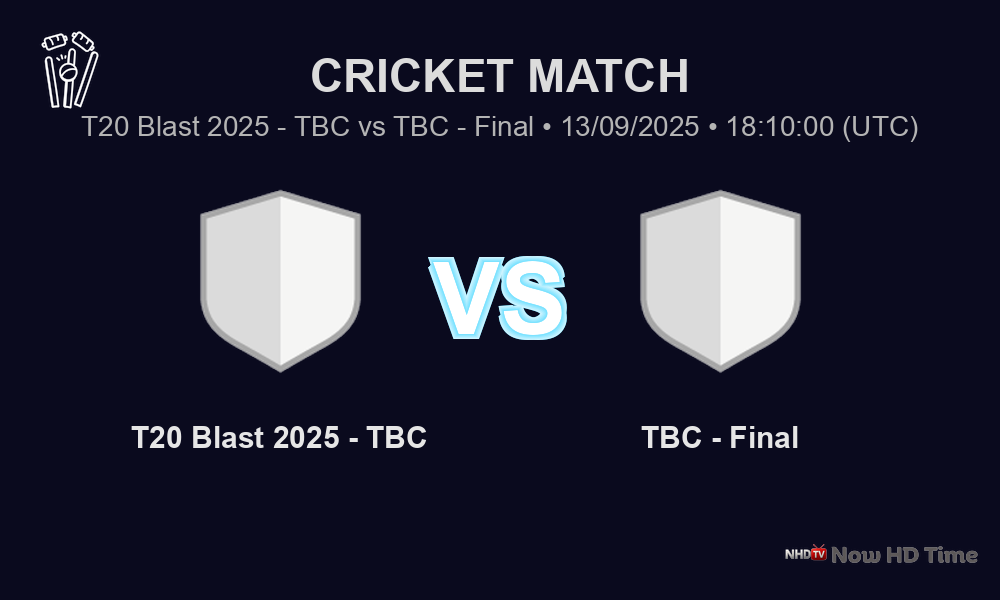 CRICKET MATCH
T20 Blast 2025 - TBC vs TBC - Final • 13/09/2025 • 18:10:00 (UTC)
VS
T20 Blast 2025 - TBC
TBC - Final
NHDTV Now HD Time